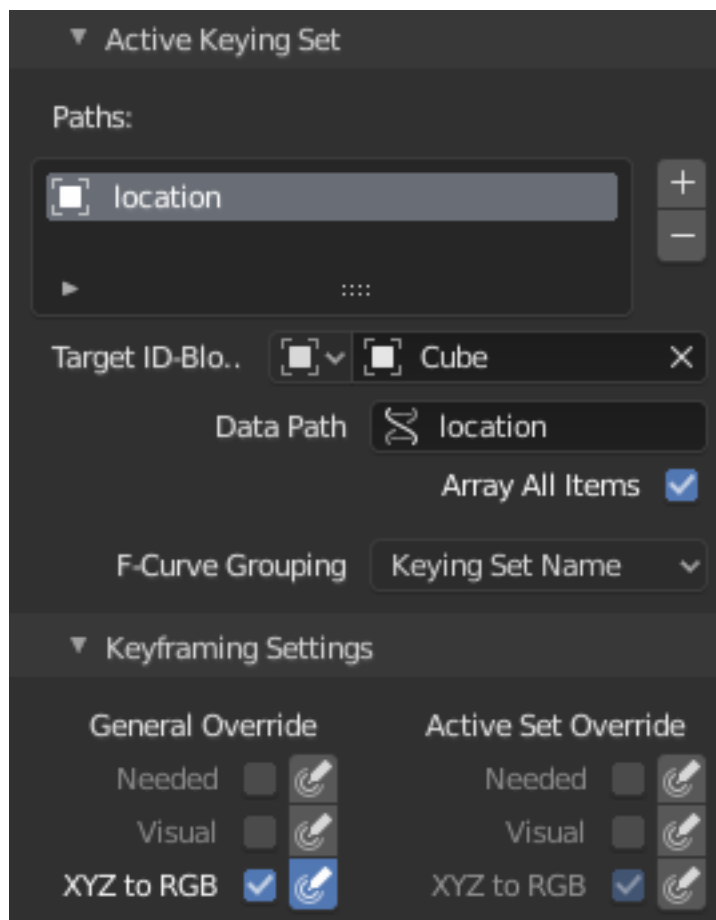 Active Keying Set
Paths:
location
Target ID-Blo.. Cube
Data Path location
Array All Items
F-Curve Grouping Keying Set Name
Keyframing Settings
General Override Active Set Override
Needed Needed
Visual Visual
XYZ to RGB XYZ to RGB